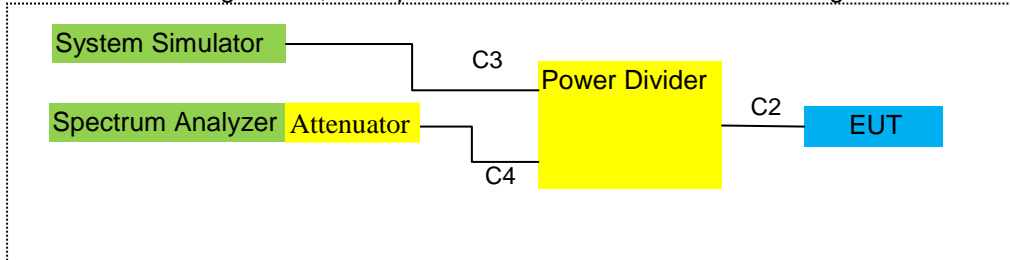 System Simulator
C3
Power Divider
Spectrum Analyzer
Attenuator
C2
EUT
C4